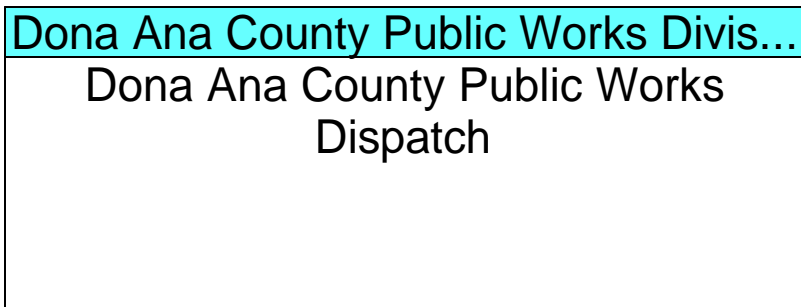 Dona Ana County Public Works Divis...
Dona Ana County Public Works
Dispatch